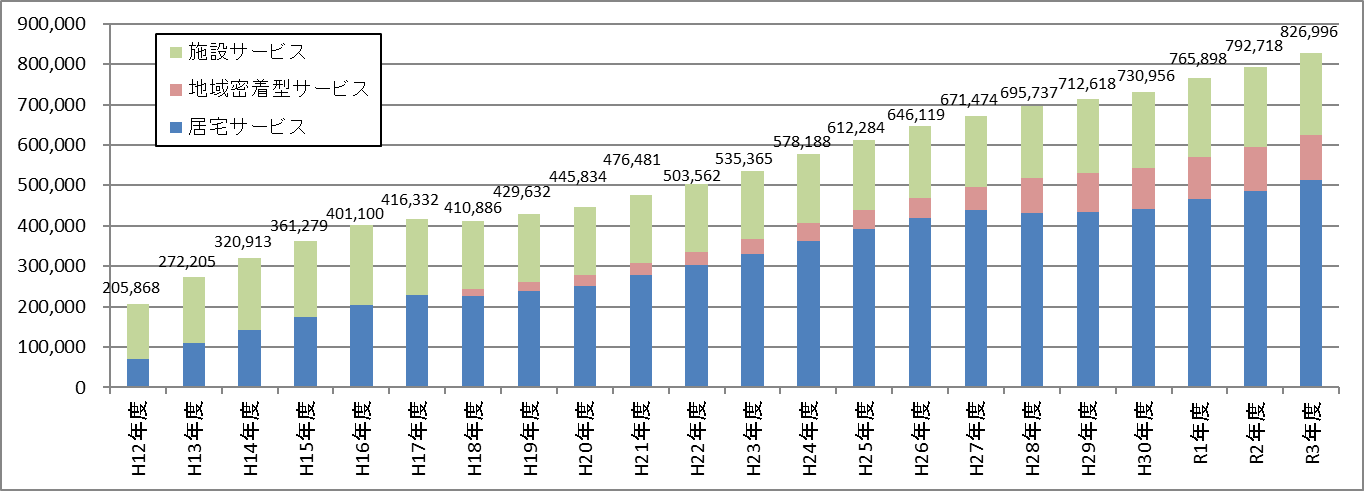 900,000
800,000
700,000
600,000
500,000
400,000
300,000
200,000
100,000
0
施設サービス
地域密着型サービス
居宅サービス
205,868
272,205
320,913
361,279
401,100
416,332
410,886
429,632
445,834
476,481
503,562
535,365
578,188
612,284
646,119
671,474
695,737
712,618
730,956
765,898
792,718
826,996
H12年度
H13年度
H14年度
H15年度
H16年度
H17年度
H18年度
H19年度
H20年度
H21年度
H22年度
H23年度
H24年度
H25年度
H26年度
H27年度
H28年度
H29年度
H30年度
R1年度
R2年度
R3年度